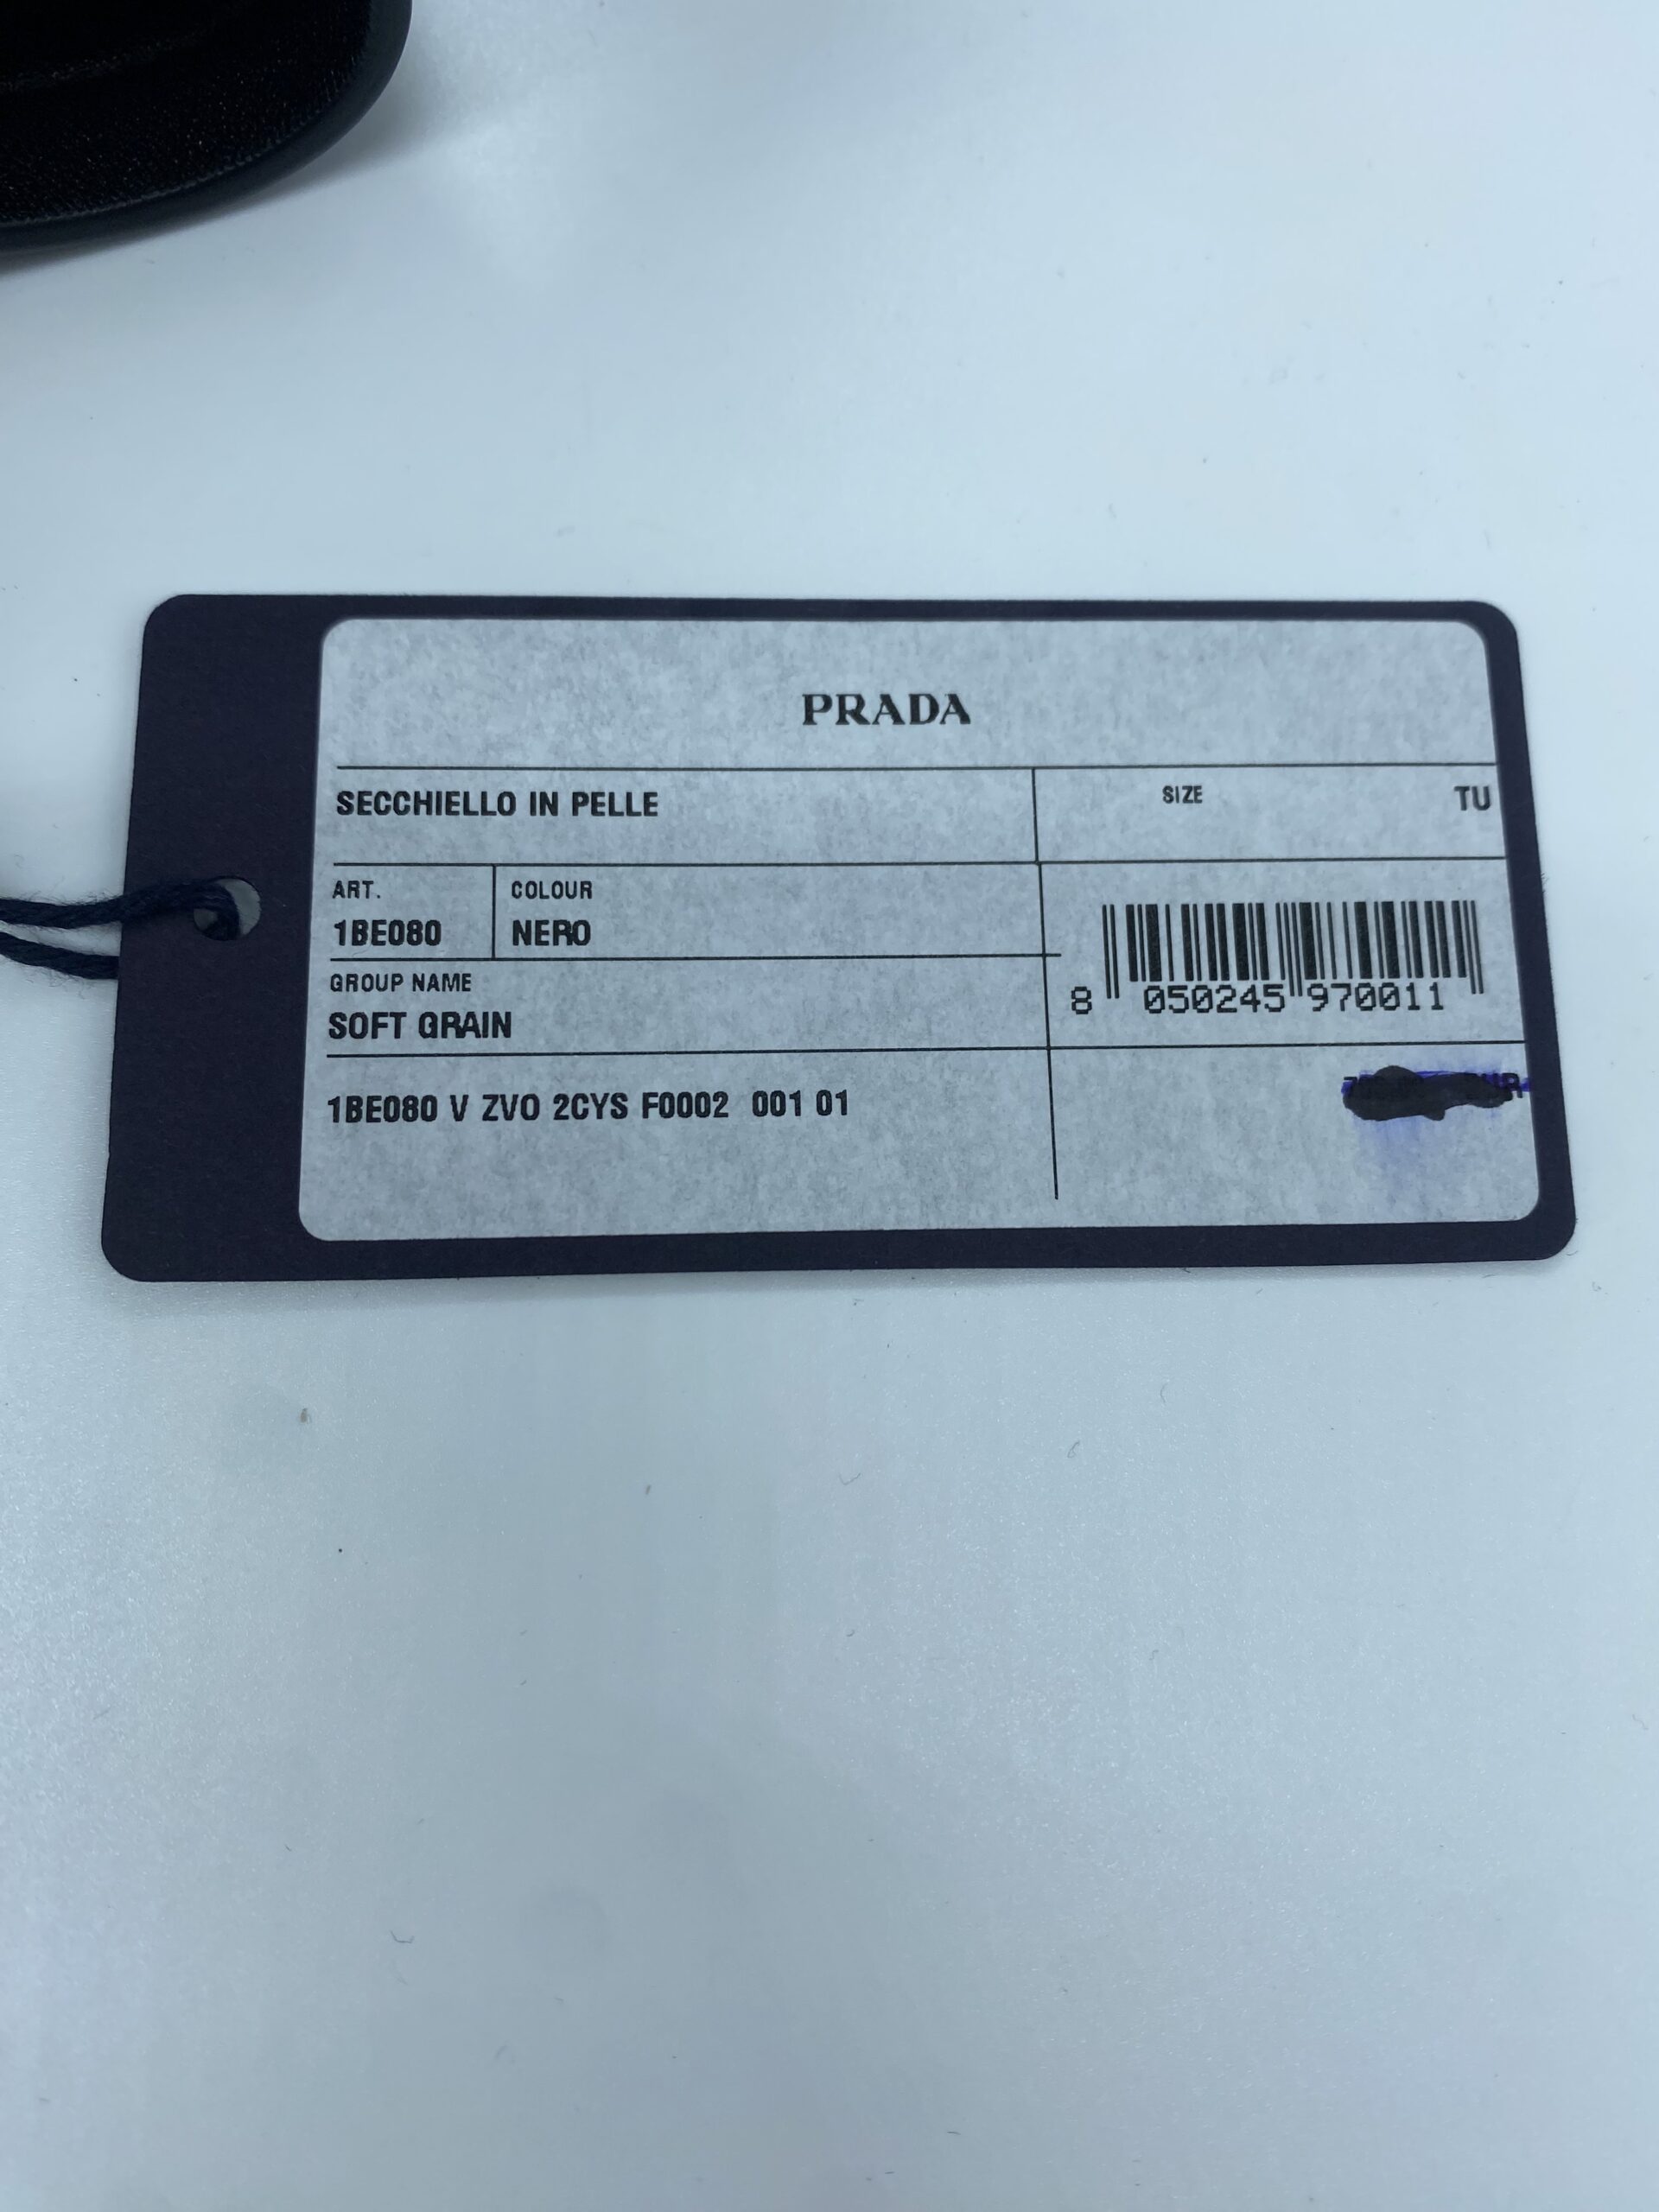 PRADA
SECCHIELLO IN PELLE
SIZE TU
ART. COLOUR
1BE080 NERO
GROUP NAME
SOFT GRAIN
8 050245 970011
1BE080 V ZVO 2CYS F0002 001 01